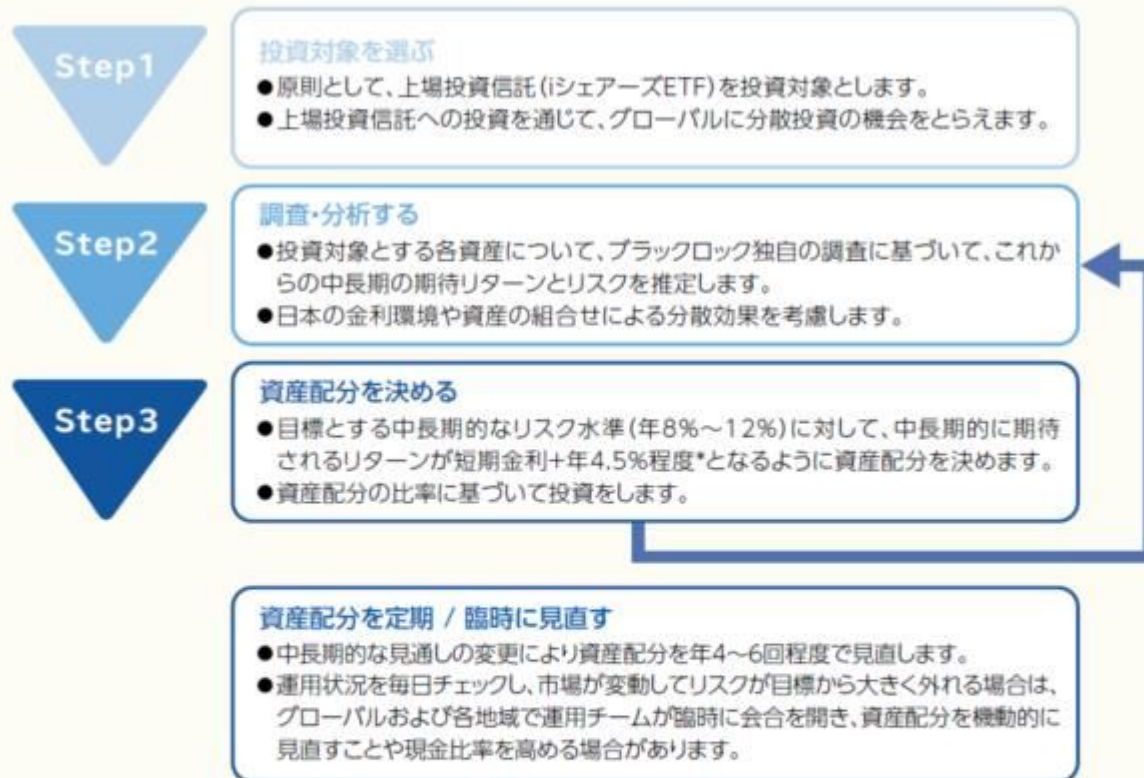 Step1
投資対象を選ぶ
●原則として、上場投資信託(iシェアーズETF)を投資対象とします。
●上場投資信託への投資を通じて、グローバルに分散投資の機会をとらえます。
Step2
調査・分析する
●投資対象とする各資産について、ブラックロック独自の調査に基づいて、これか
らの中長期の期待リターンとリスクを推定します。
●日本の金利環境や資産の組合せによる分散効果を考慮します。
Step3
資産配分を決める
●目標とする中長期的なリスク水準(年8%～12%)に対して、中長期的に期待
されるリターンが短期金利+年4.5%程度*となるように資産配分を決めます。
●資産配分の比率に基づいて投資をします。
資産配分を定期 / 臨時に見直す
●中長期的な見通しの変更により資産配分を年4～6回程度で見直します。
●運用状況を毎日チェックし、市場が変動してリスクが目標から大きく外れる場合は、
グローバルおよび各地域で運用チームが臨時に会合を開き、資産配分を機動的に
見直すことや現金比率を高める場合があります。